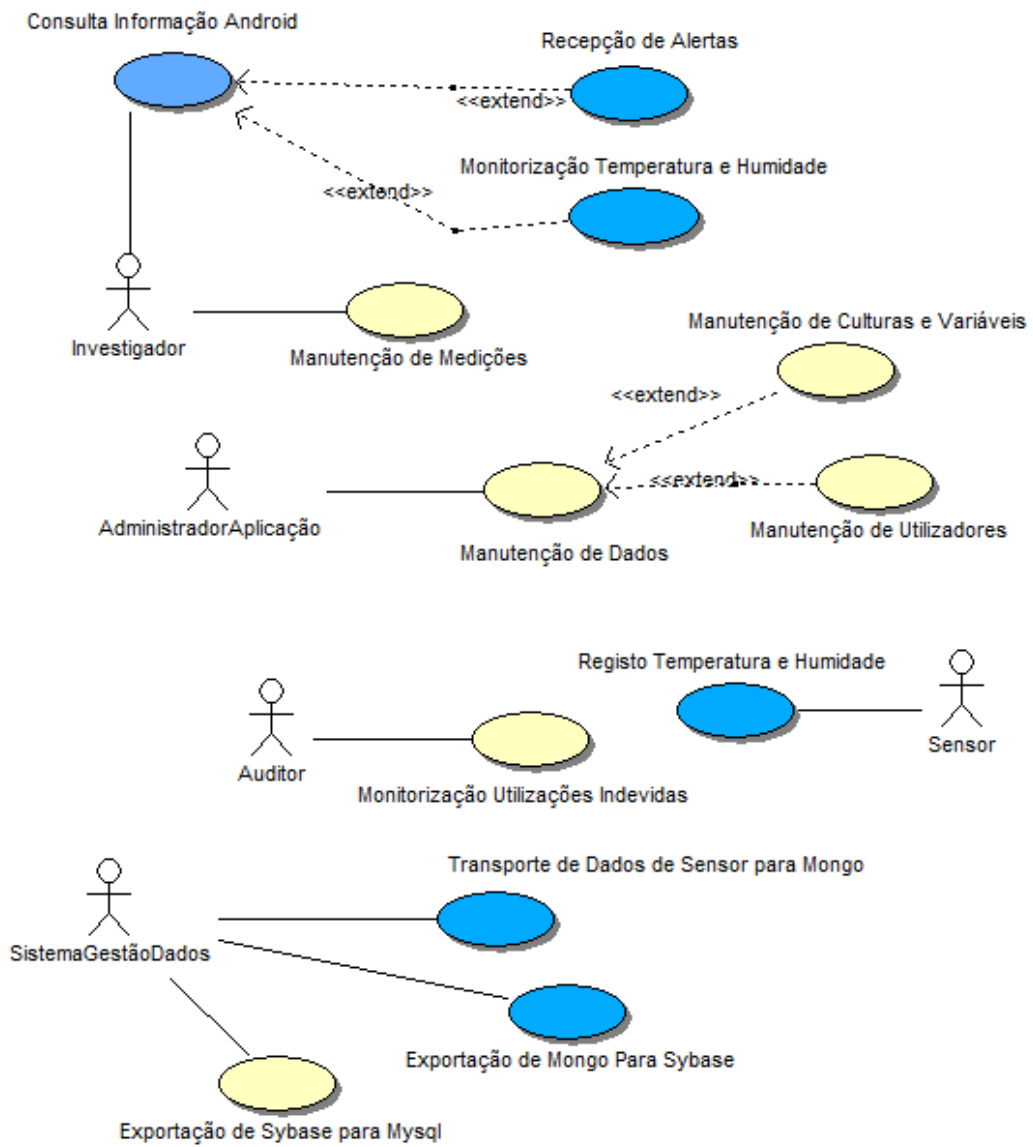 Consulta Informação Android
Recepção de Alertas
<<extend>>
Monitorização Temperatura e Humidade
<<extend>>
Investigador
Manutenção de Medições
Manutenção de Culturas e Variáveis
<<extend>>
AdministradorAplicação
<<extend>>
Manutenção de Dados
Manutenção de Utilizadores
Registo Temperatura e Humidade
Sensor
Auditor
Monitorização Utilizações Indevidas
Transporte de Dados de Sensor para Mongo
SistemaGestãoDados
Exportação de Mongo Para Sybase
Exportação de Sybase para Mysql